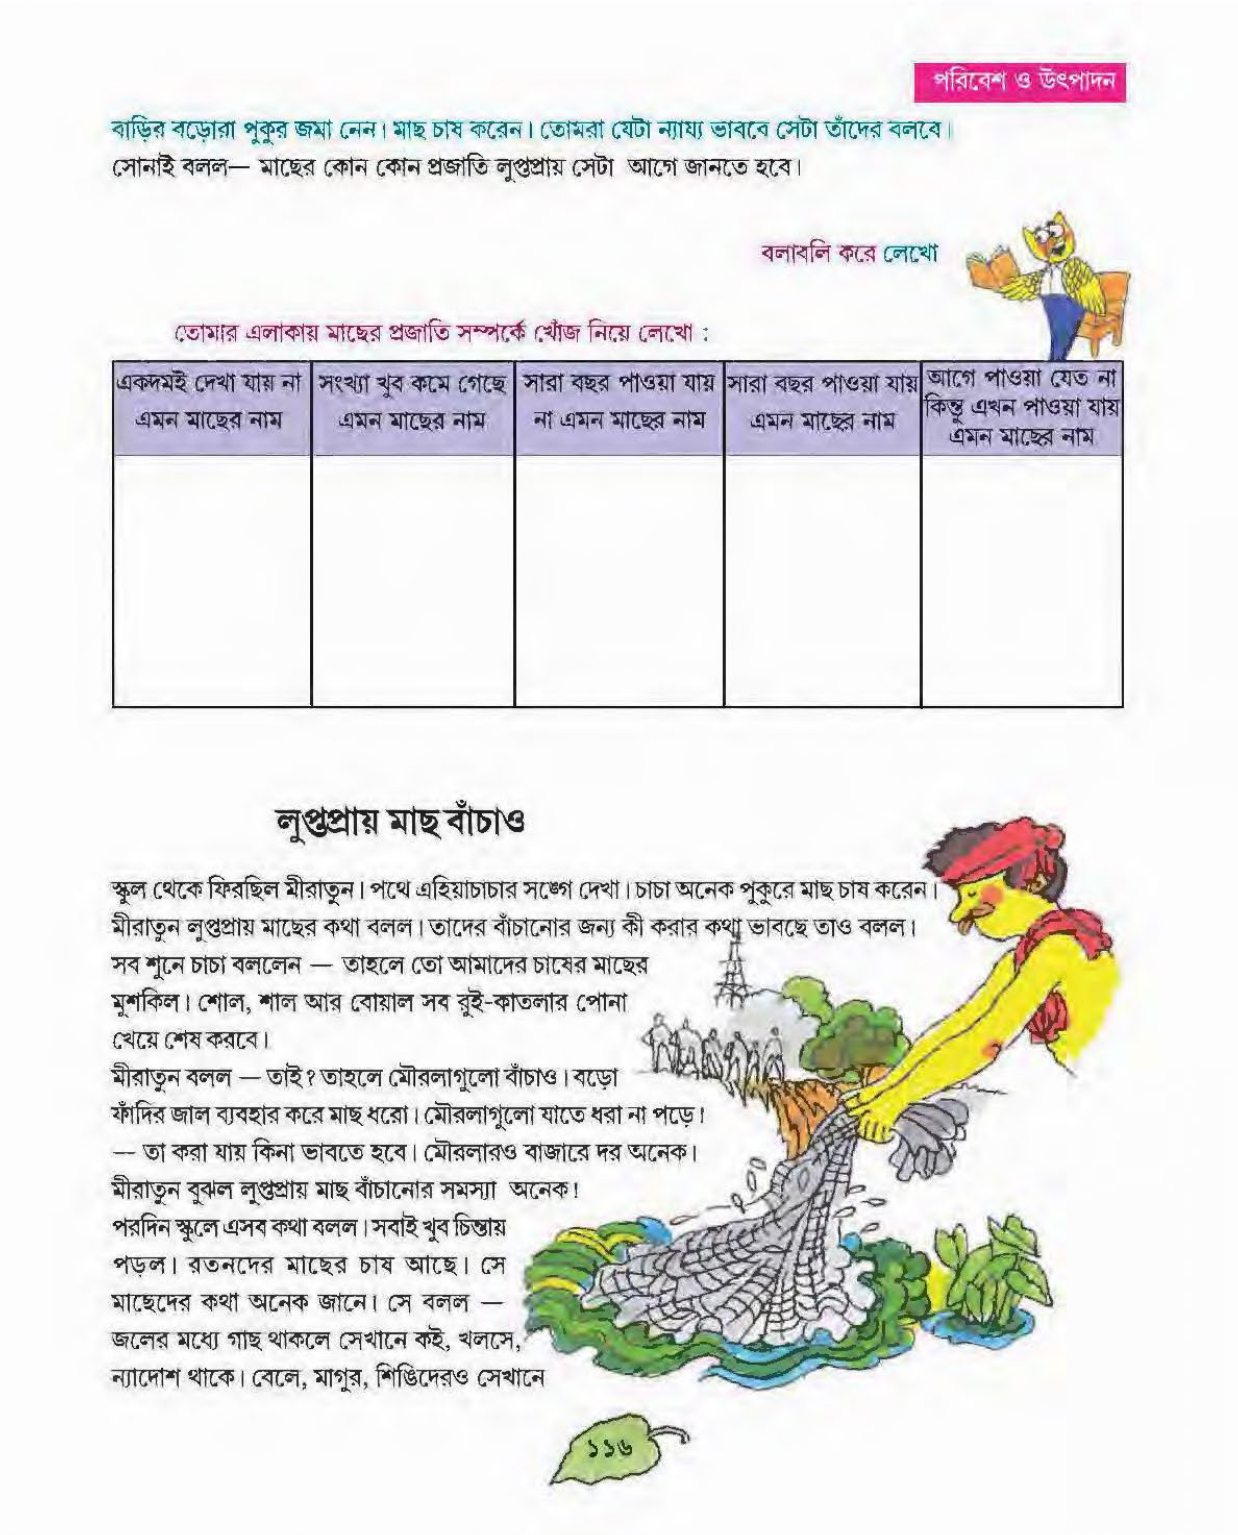 পরিবেশ ও উৎপাদন
বাড়ির বড়োরা পুকুর জমা নেন। মাছ চাষ করেন। তোমরা যেটা ন্যায্য ভাববে সেটা তাঁদের বলবে।
সোনাই বলল— মাছের কোন কোন প্রজাতি লুপ্তপ্রায় সেটা আগে জানতে হবে।
বলাবলি করে লেখো
তোমার এলাকায় মাছের প্রজাতি সম্পর্কে খোঁজ নিয়ে লেখো :
একদমই দেখা যায় না
এমন মাছের নাম
সংখ্যা খুব কমে গেছে
এমন মাছের নাম
সারা বছর পাওয়া যায়
না এমন মাছের নাম
সারা বছর পাওয়া যায়
এমন মাছের নাম
আগে পাওয়া যেত না
কিন্তু এখন পাওয়া যায়
এমন মাছের নাম
লুপ্তপ্রায় মাছ বাঁচাও
স্কুল থেকে ফিরছিল মীরাতুন। পথে এহিয়াচাচার সঙ্গে দেখা। চাচা অনেক পুকুরে মাছ চাষ করেন।
মীরাতুন লুপ্তপ্রায় মাছের কথা বলল। তাদের বাঁচানোর জন্য কী করার কথা ভাবছে তাও বলল।
সব শুনে চাচা বললেন — তাহলে তো আমাদের চাষের মাছের
মুশকিল। শোল, শাল আর বোয়াল সব রুই-কাতলার পোনা
খেয়ে শেষ করবে।
মীরাতুন বলল — তাই? তাহলে মৌরলাগুলো বাঁচাও। বড়ো
ফাঁদির জাল ব্যবহার করে মাছ ধরো। মৌরলাগুলো যাতে ধরা না পড়ে!
— তা করা যায় কিনা ভাবতে হবে। মৌরলারও বাজারে দর অনেক।
মীরাতুন বুঝল লুপ্তপ্রায় মাছ বাঁচানোর সমস্যা অনেক!
পরদিন স্কুলে এসব কথা বলল। সবাই খুব চিন্তায়
পড়ল। রতনদের মাছের চাষ আছে। সে
মাছেদের কথা অনেক জানে। সে বলল —
জলের মধ্যে গাছ থাকলে সেখানে কই, খলসে,
ন্যাদোশ থাকে। বেলে, মাগুর, শিঙিদেরও সেখানে
১১৬